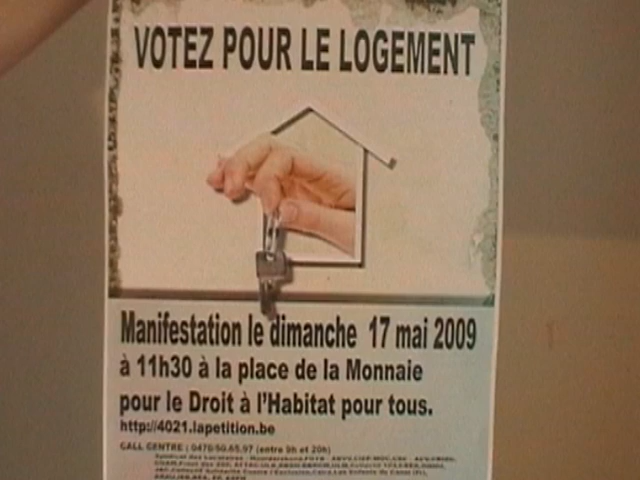 VOTEZ POUR LE LOGEMENT
Manifestation le dimanche 17 mai 2009
à 11h30 à la place de la Monnaie
pour le Droit à l'Habitat pour tous.
http://4021.lapetition.be
CALL CENTRE : 0470/50.65.97 (entre 9h et 20h)